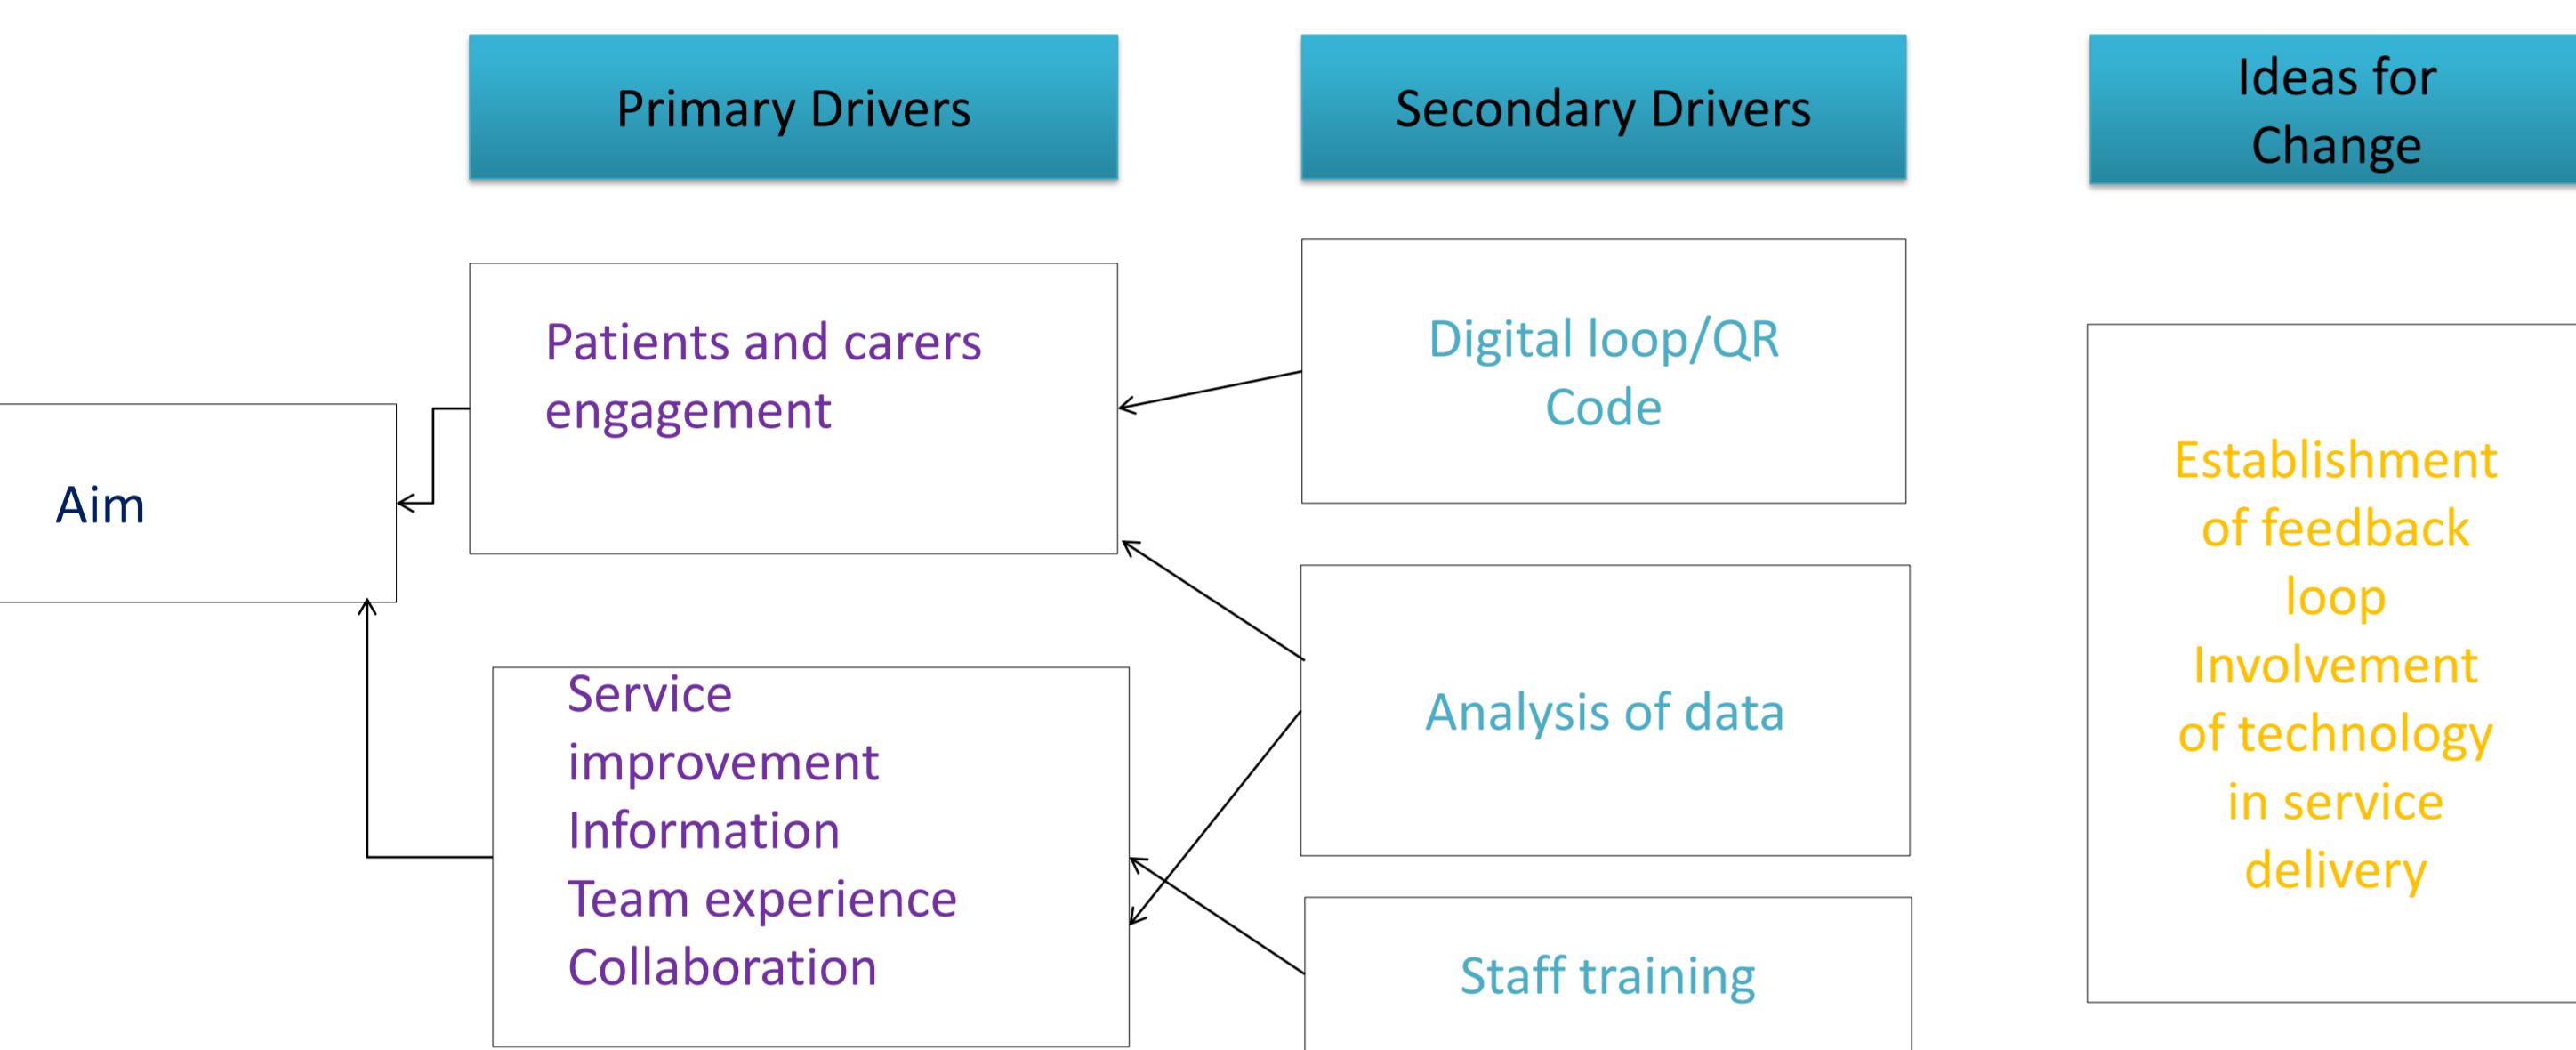 Primary Drivers
Secondary Drivers
Ideas for
Change
Aim
Patients and carers
engagement
Service
improvement
Information
Team experience
Collaboration
Digital loop/QR
Code
Analysis of data
Staff training
Establishment
of feedback
loop
Involvement
of technology
in service
delivery